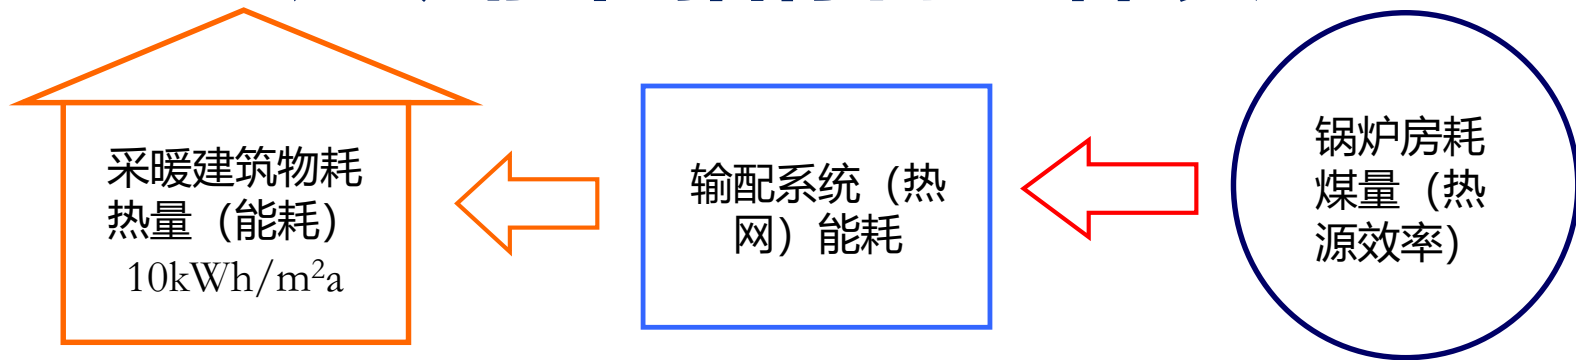 采暖建筑物耗
热量（能耗）
10kWh/m²a
输配系统（热
网）能耗
锅炉房耗
煤量（热
源效率）